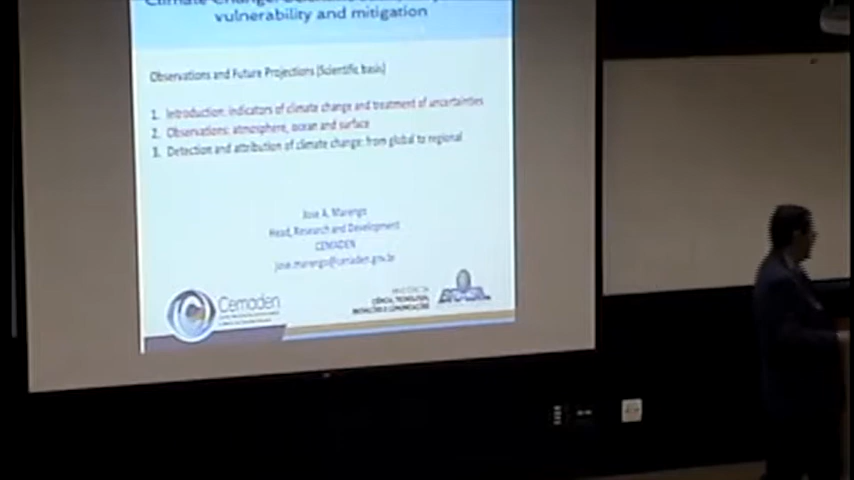 Climate Change:
vulnerability and mitigation
Observations and Future Projections (Scientific basis)
1. Introduction: indicators of climate change and treatment of uncertainties
2. Observations: atmosphere, ocean and surface
3. Detection and attribution of climate change: from global to regional
Jose A. Marengo
Head, Research and Development
CEMADEN
jose.marengo@cemaden.gov.br
Cemaden
MINISTÉRIO DA
CIÊNCIA, TECNOLOGIA,
INOVAÇÕES E COMUNICAÇÕES